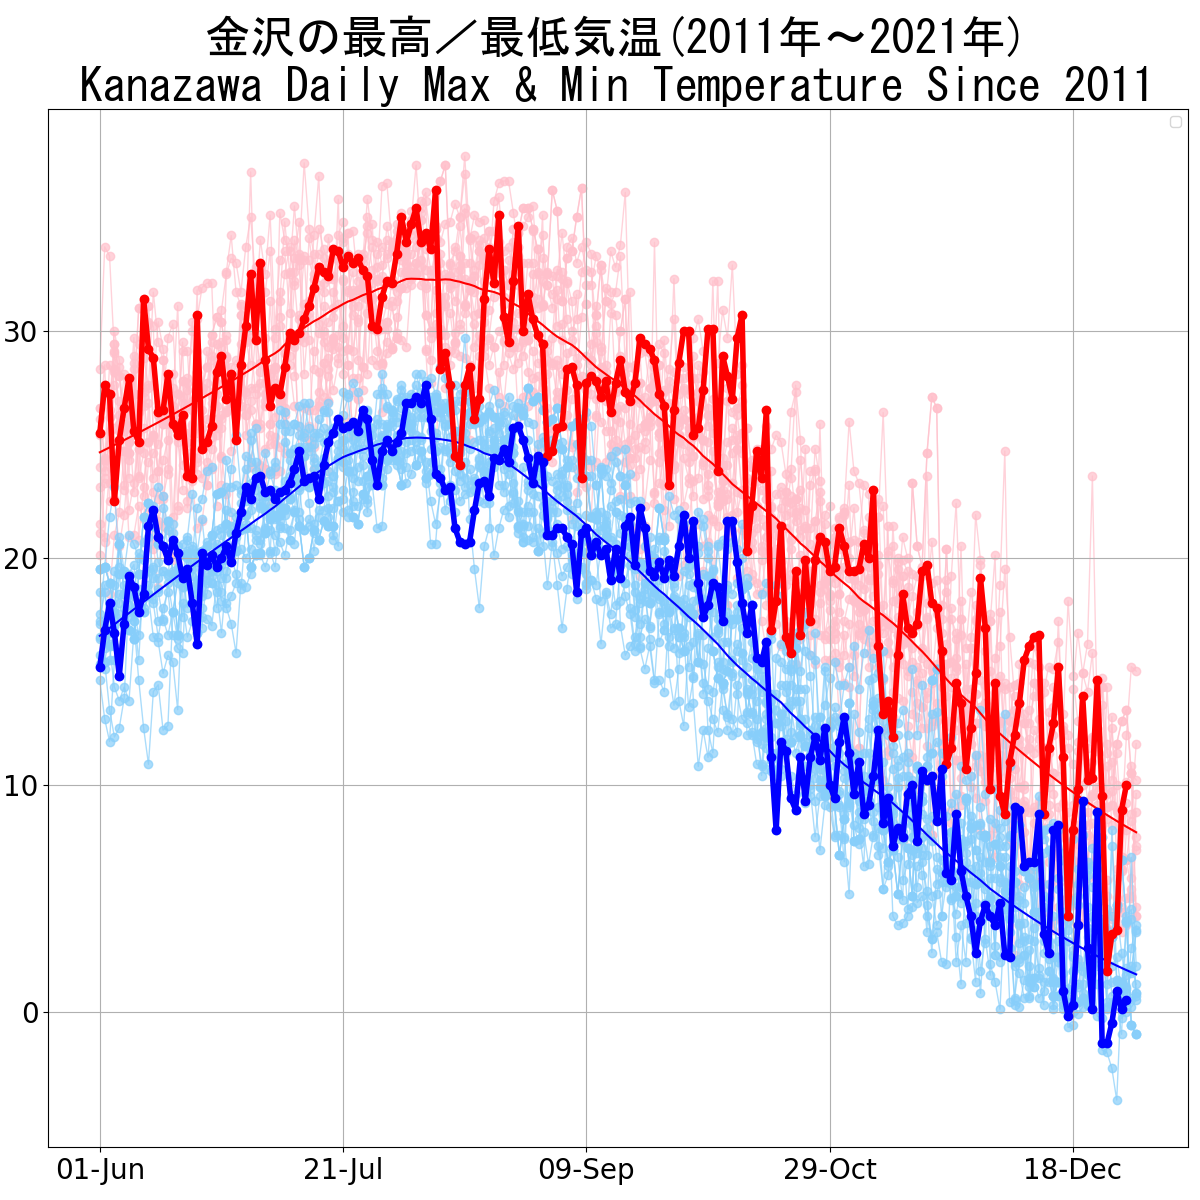 金沢の最高／最低気温(2011年～2021年)
Kanazawa Daily Max & Min Temperature Since 2011
30
20
10
0
01-Jun 21-Jul 09-Sep 29-Oct 18-Dec